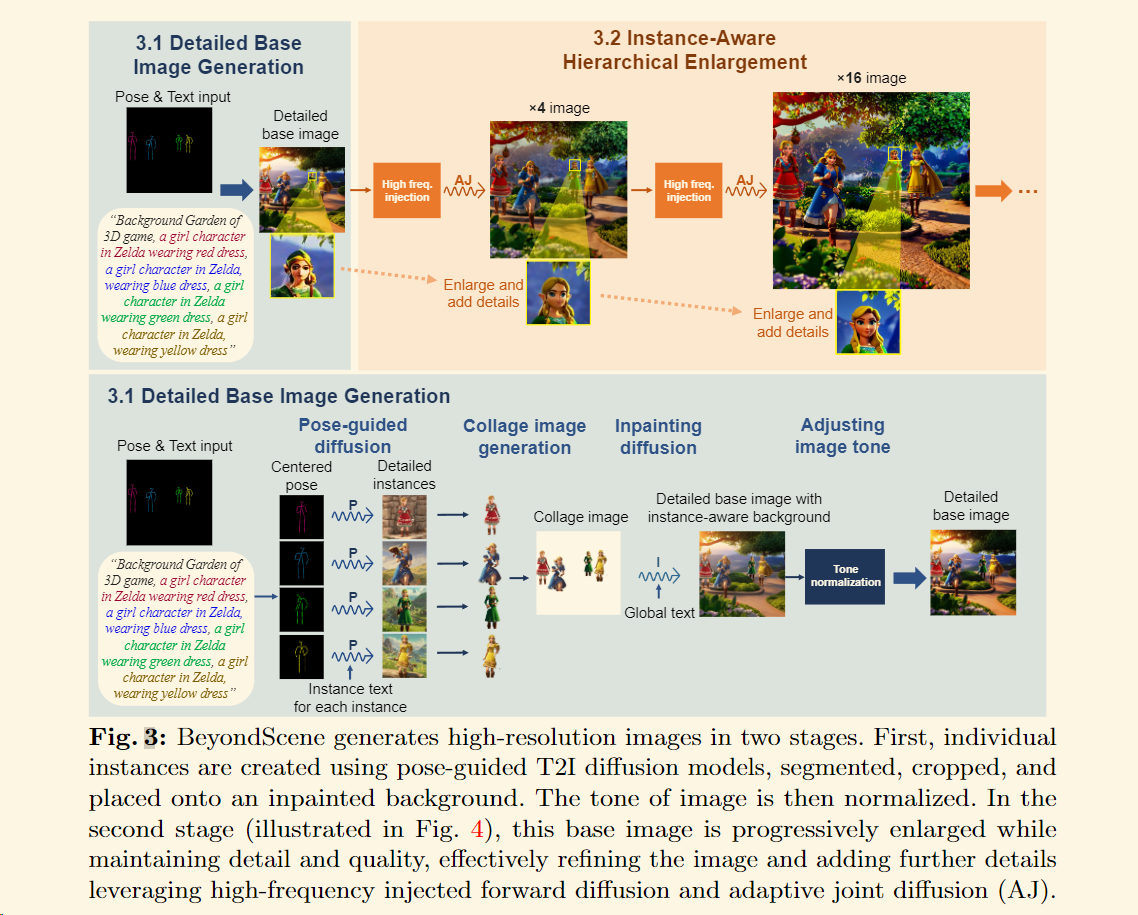 3.1 Detailed Base
Image Generation
Pose & Text input
Detailed
base image
“Background Garden of
3D game, a girl character
in Zelda wearing red dress,
a girl character in Zelda,
wearing blue dress, a girl
character in Zelda
wearing green dress, a girl
character in Zelda,
wearing yellow dress”
3.2 Instance-Aware
Hierarchical Enlargement
High freq.
injection
AJ
×4 image
Enlarge and
add details
High freq.
injection
AJ
×16 image
Enlarge and
add details
...
3.1 Detailed Base Image Generation
Pose & Text input
“Background Garden of
3D game, a girl character
in Zelda wearing red dress,
a girl character in Zelda,
wearing blue dress, a girl
character in Zelda
wearing green dress, a girl
character in Zelda,
wearing yellow dress”
Pose-guided
diffusion
Centered
pose
Detailed
instances
P
P
P
P
Instance text
for each instance
Collage image
generation
Collage image
Inpainting
diffusion
I
Global text
Detailed base image with
instance-aware background
Adjusting
image tone
Tone
normalization
Detailed
base image
Fig. 3: BeyondScene generates high-resolution images in two stages. First, individual
instances are created using pose-guided T2I diffusion models, segmented, cropped, and
placed onto an inpainted background. The tone of image is then normalized. In the
second stage (illustrated in Fig. 4), this base image is progressively enlarged while
maintaining detail and quality, effectively refining the image and adding further details
leveraging high-frequency injected forward diffusion and adaptive joint diffusion (AJ).